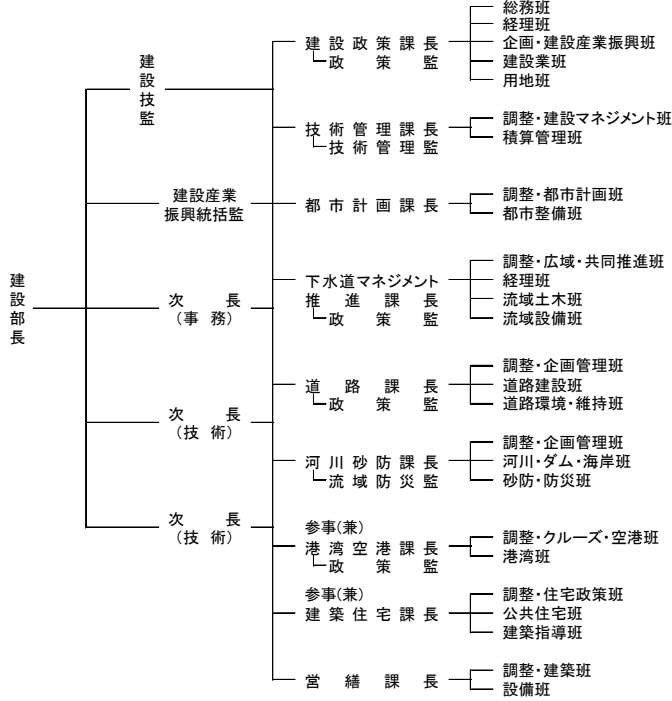 建設部長
建設技監
建設産業
振興統括監
次長
(事務)
次長
(技術)
次長
(技術)
建設政策課長
政策監
総務班
経理班
企画・建設産業振興班
建設業班
用地班
技術管理課長
技術管理監
調整・建設マネジメント班
積算管理班
都市計画課長
調整・都市計画班
都市整備班
下水道マネジメント
推進課長
政策監
調整・広域・共同推進班
経理班
流域土木班
流域設備班
道路課長
政策監
調整・企画管理班
道路建設班
道路環境・維持班
河川砂防課長
流域防災監
調整・企画管理班
河川・ダム・海岸班
砂防・防災班
参事(兼)
港湾空港課長
政策監
調整・クルーズ・空港班
港湾班
参事(兼)
建築住宅課長
調整・住宅政策班
公共住宅班
建築指導班
営繕課長
調整・建築班
設備班